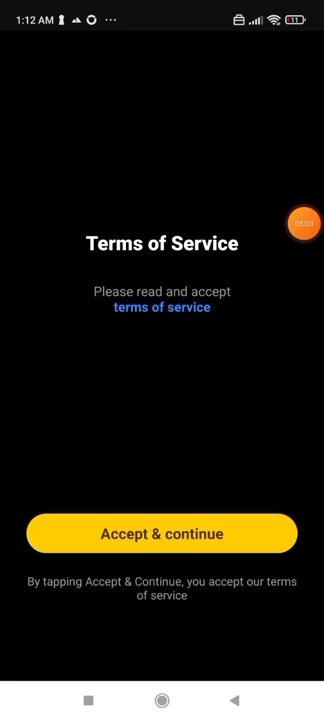 1:12 AM
11
05:03
Terms of Service
Please read and accept
terms of service
Accept & continue
By tapping Accept & Continue, you accept our terms
of service